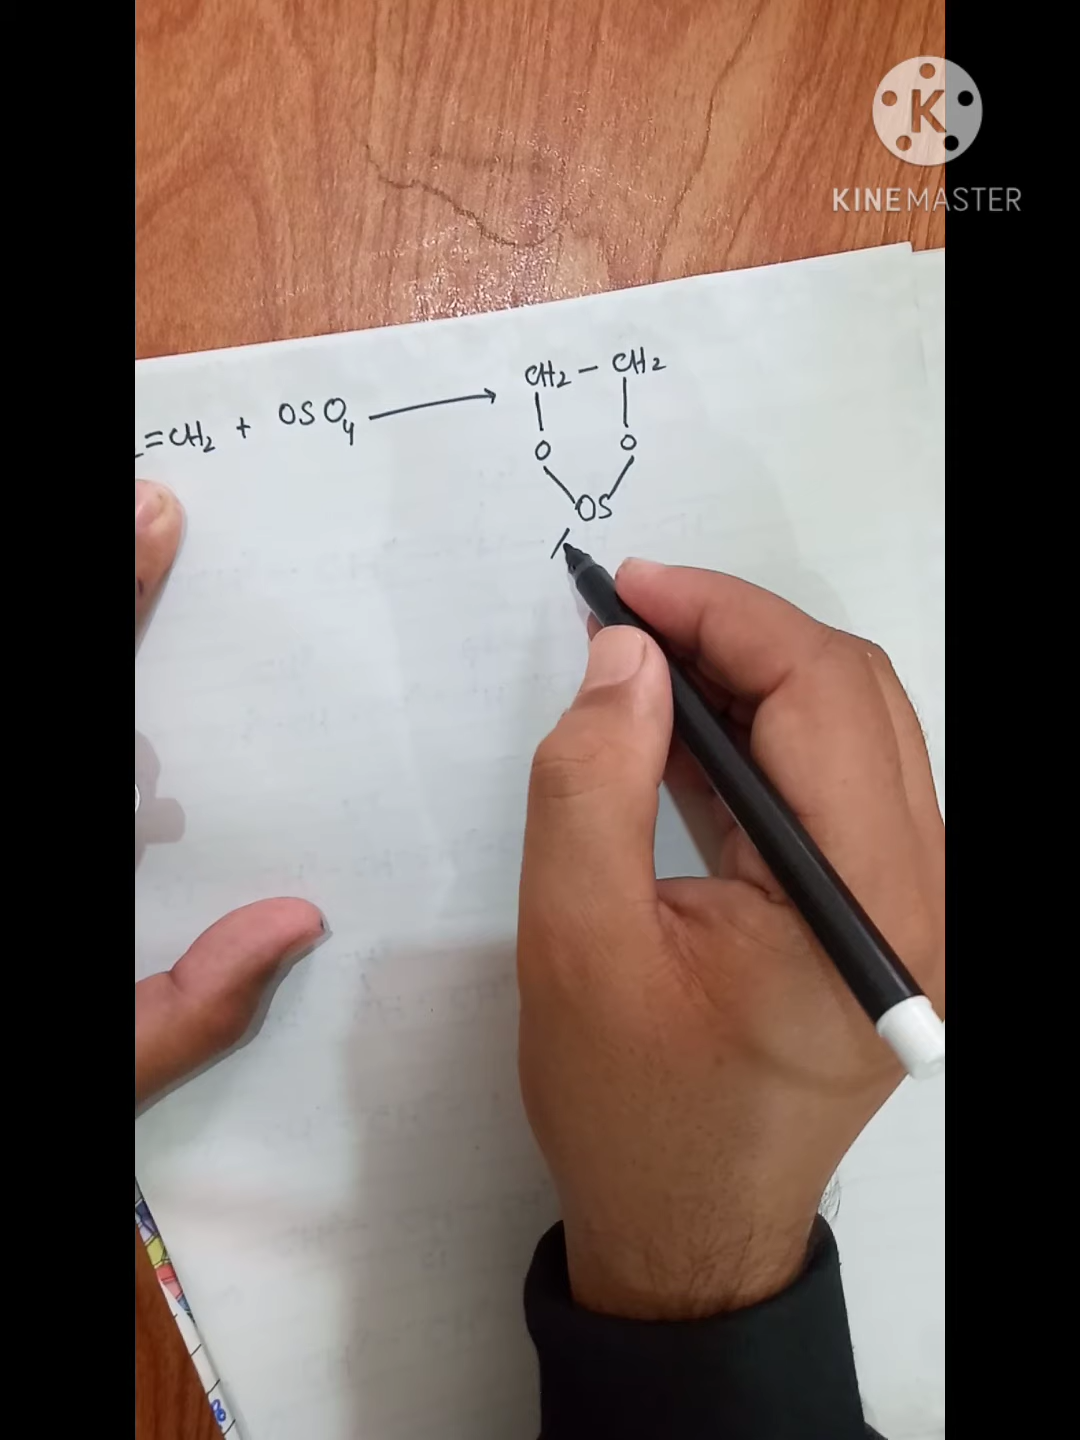 K
KINEMASTER
CH2 – CH2
=CH2 + OSO4 ⟶
O O
OS